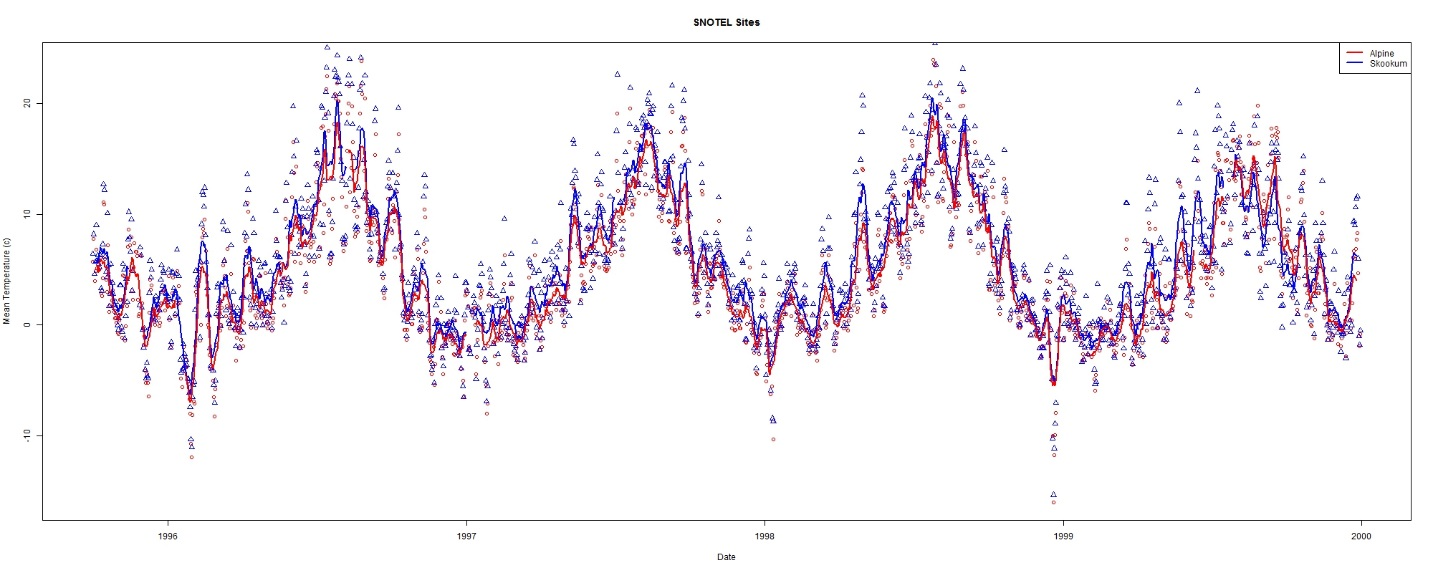 SNOTEL Sites
Alpine
Skookum
Mean Temperature (c)
20
10
0
-10
1996
1997
1998
1999
2000
Date